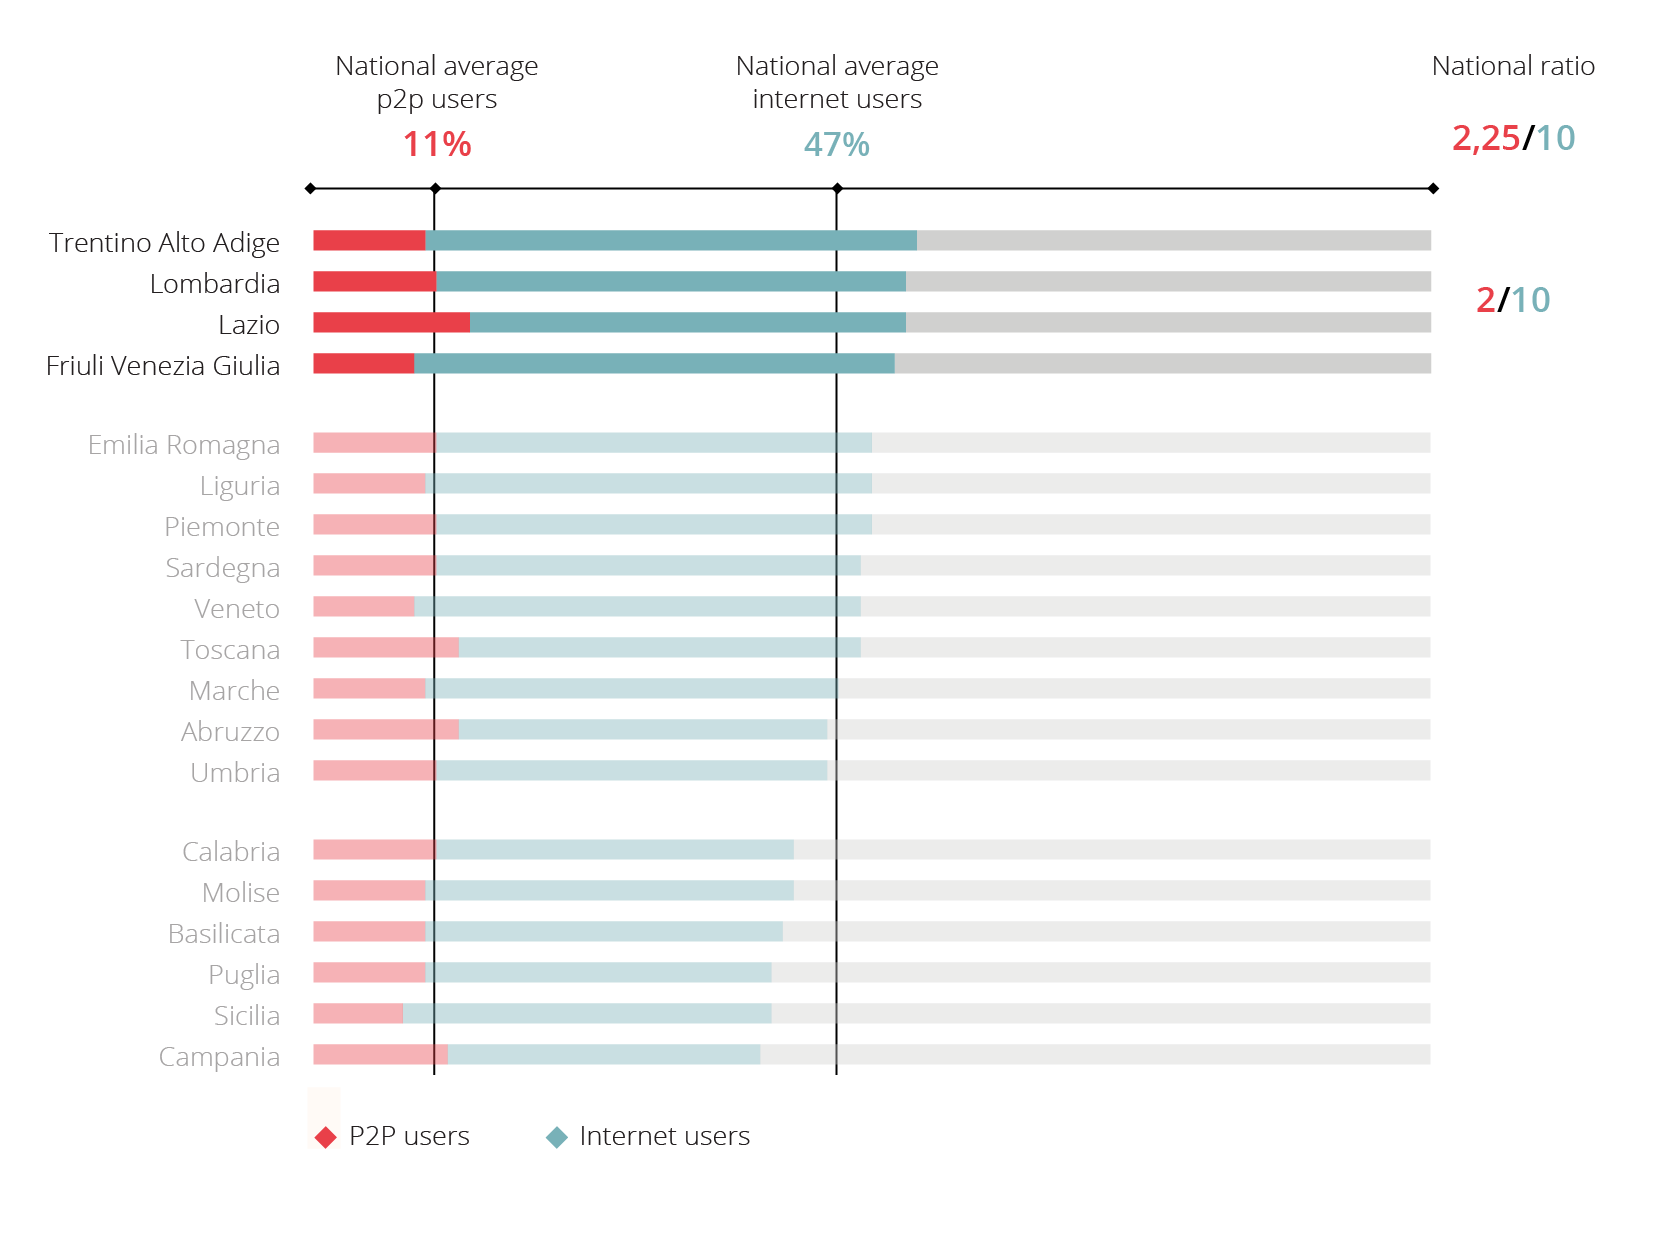 National average
p2p users
11%
National average
internet users
47%
National ratio
2,25/10
Trentino Alto Adige
Lombardia
Lazio
Friuli Venezia Giulia
2/10
Emilia Romagna
Liguria
Piemonte
Sardegna
Veneto
Toscana
Marche
Abruzzo
Umbria
Calabria
Molise
Basilicata
Puglia
Sicilia
Campania
P2P users
Internet users